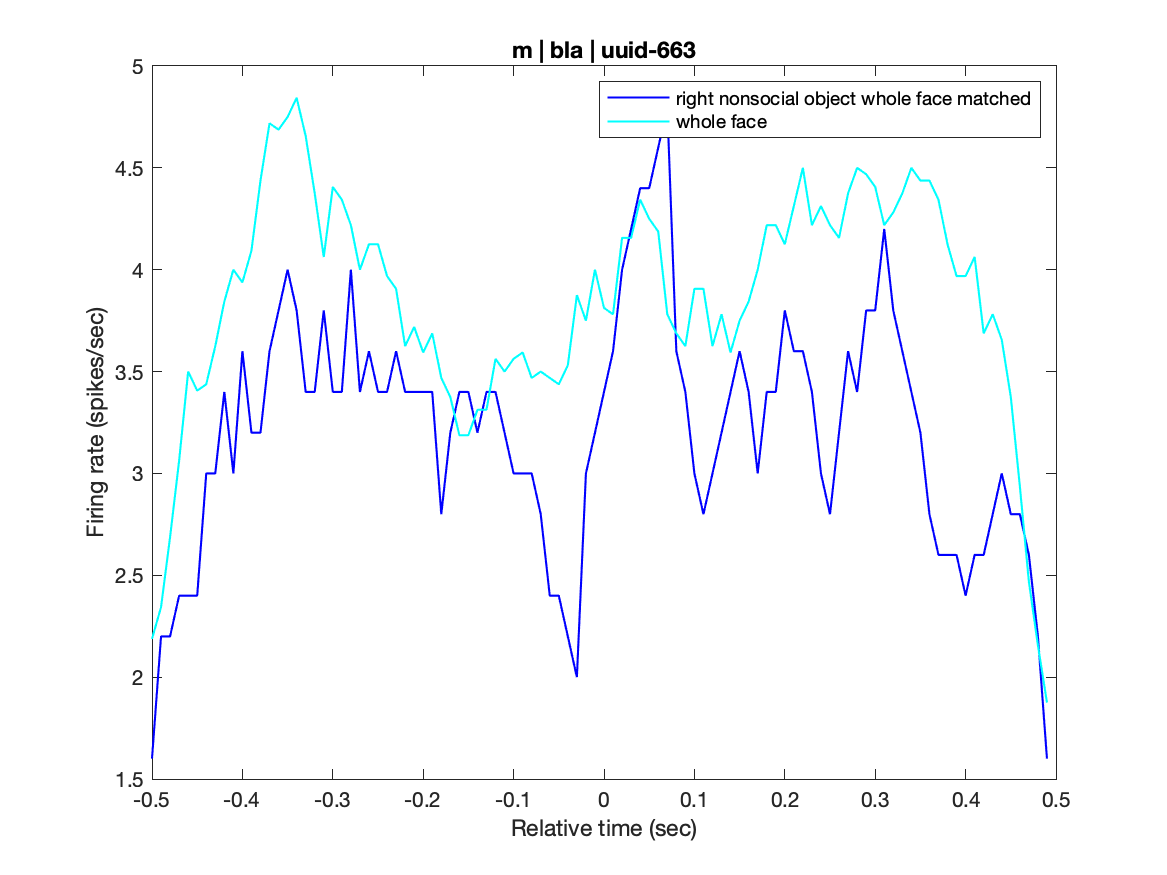 m | bla | uuid-663
right nonsocial object whole face matched
whole face
Firing rate (spikes/sec)
5
4.5
4
3.5
3
2.5
2
1.5
-0.5 -0.4 -0.3 -0.2 -0.1 0 0.1 0.2 0.3 0.4 0.5
Relative time (sec)